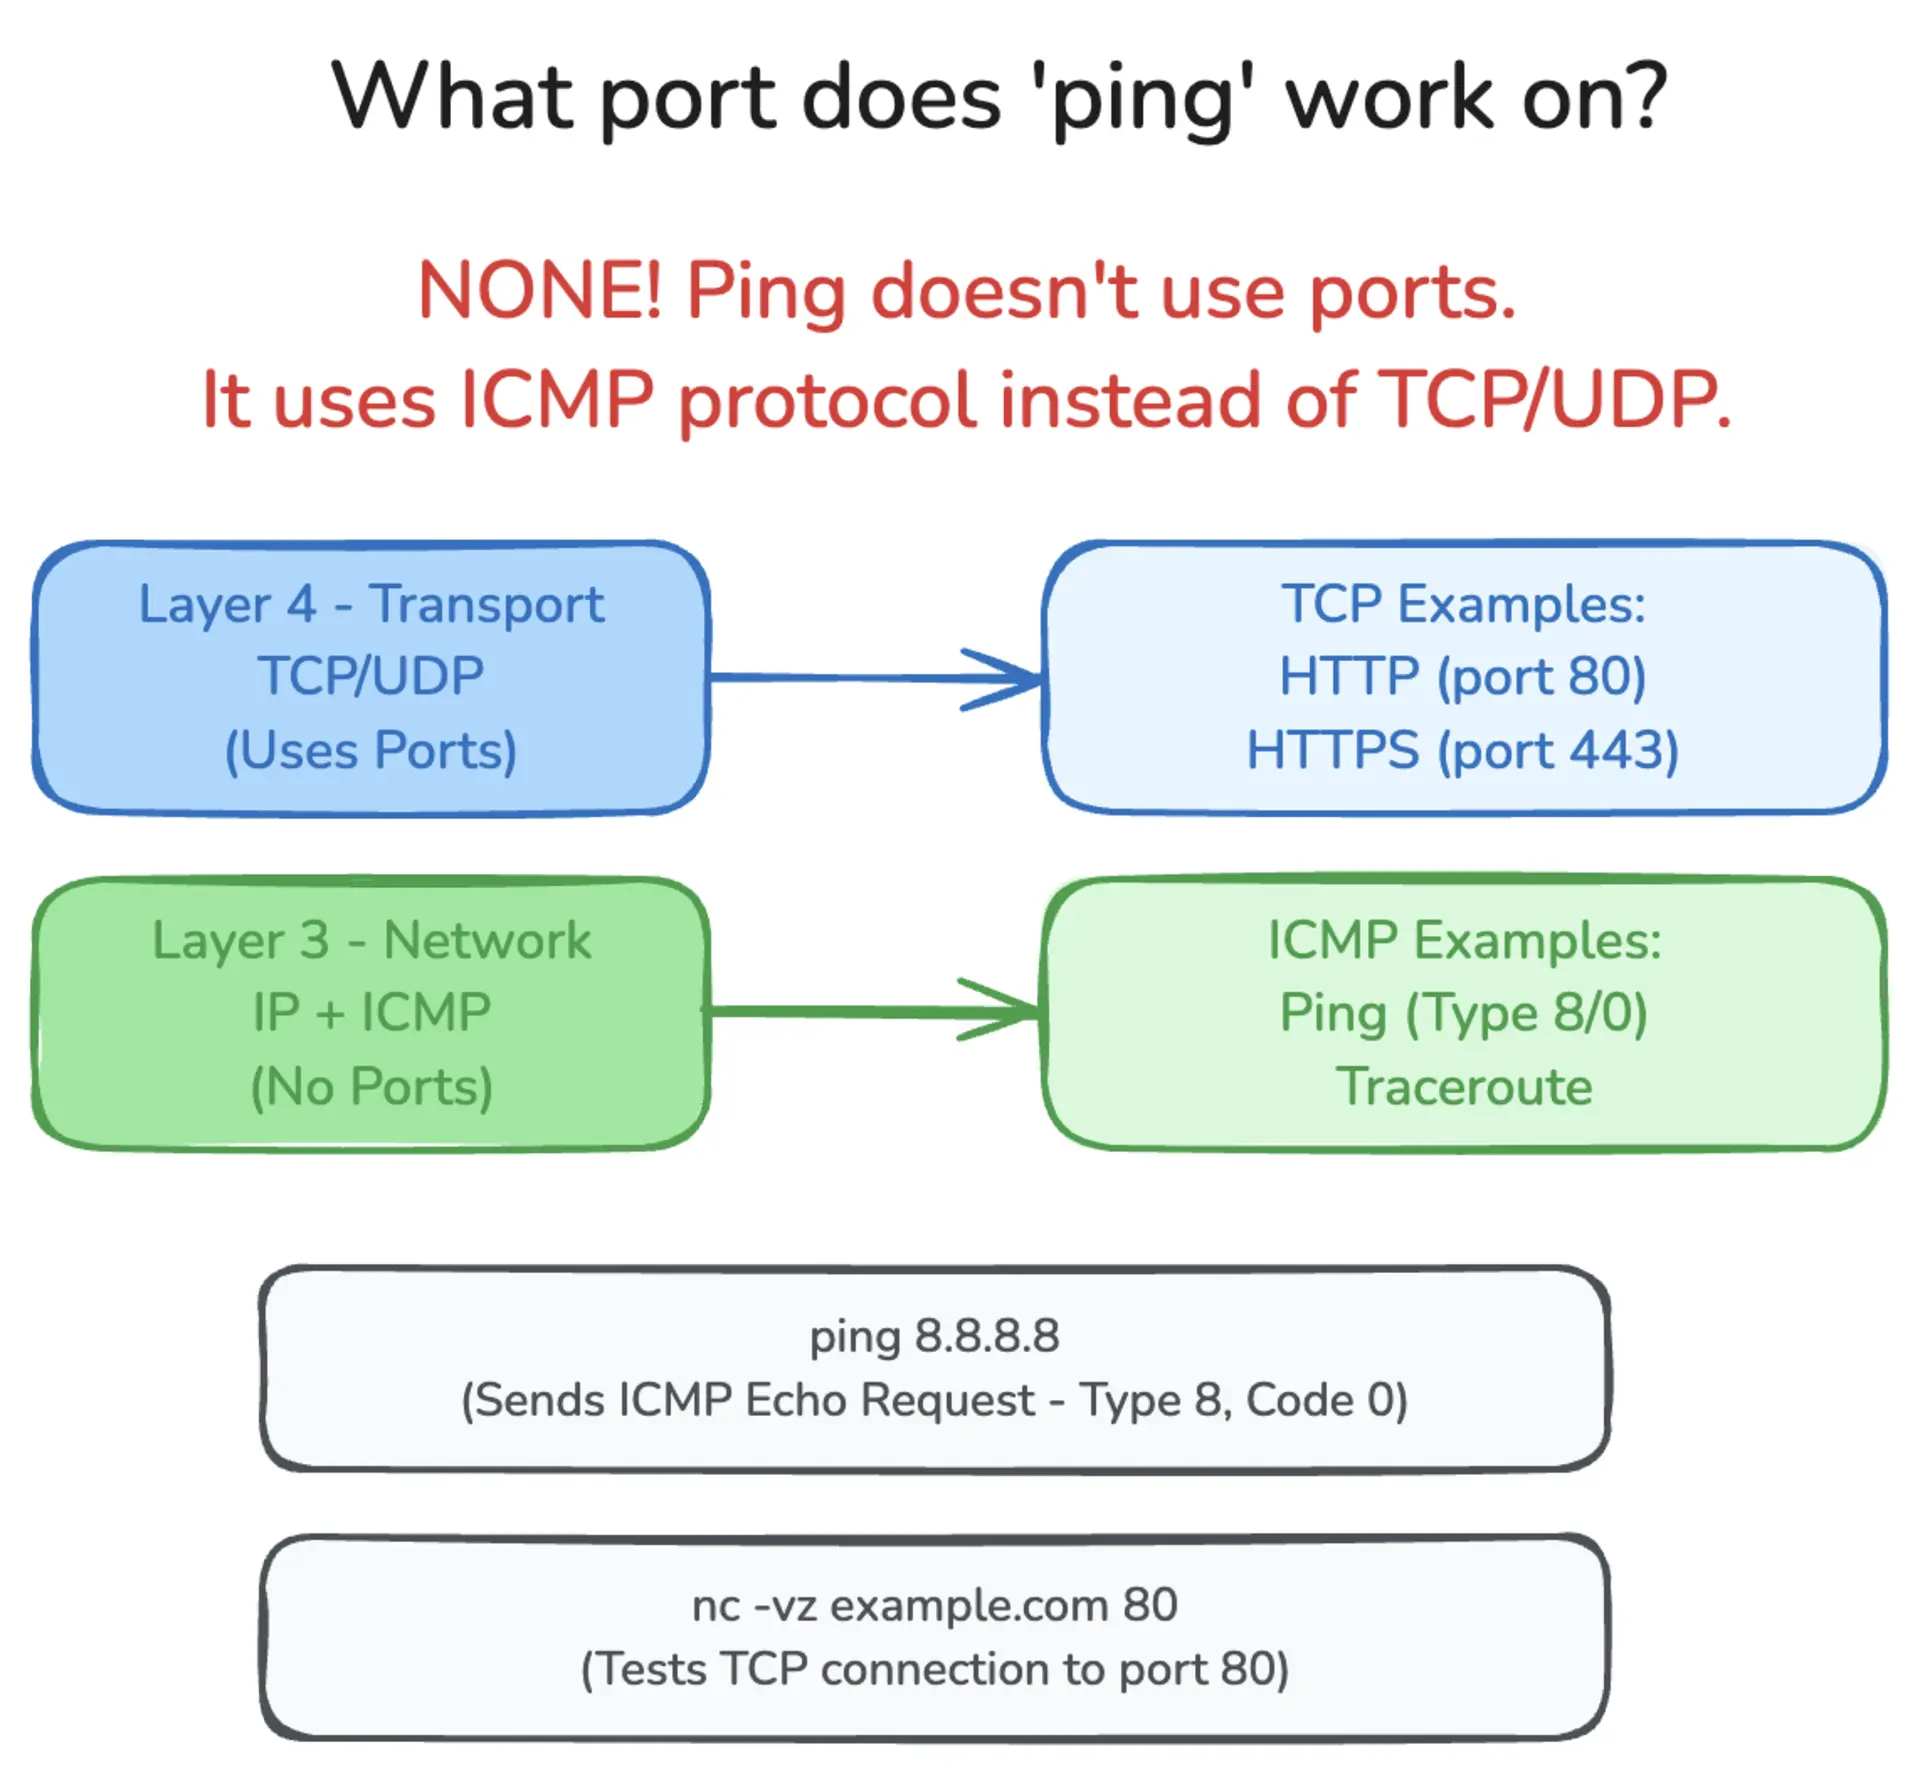 What port does 'ping' work on?
NONE! Ping doesn't use ports.
It uses ICMP protocol instead of TCP/UDP.
Layer 4 - Transport
TCP/UDP
(Uses Ports)
TCP Examples:
HTTP (port 80)
HTTPS (port 443)
Layer 3 - Network
IP + ICMP
(No Ports)
ICMP Examples:
Ping (Type 8/0)
Traceroute
ping 8.8.8.8
(Sends ICMP Echo Request - Type 8, Code 0)
nc -vz example.com 80
(Tests TCP connection to port 80)